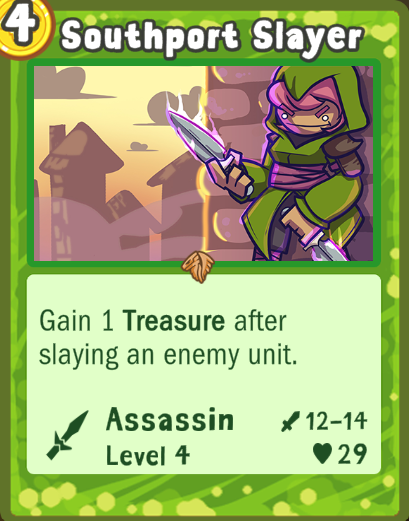 4
Southport Slayer
Gain 1 Treasure after
slaying an enemy unit.
Assassin
12–14
Level 4
29